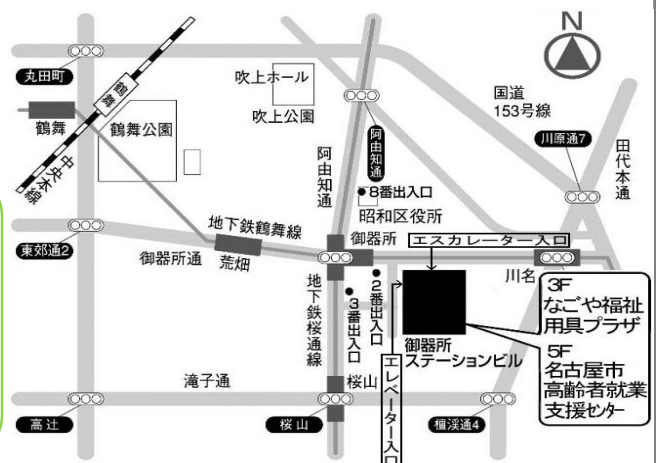 N
丸田町
鶴舞
鶴舞
鶴舞公園
中央本線
吹上ホール
吹上公園
阿由知通
阿由知通
国道
153号線
川原通7
田代本通
8番出入口
昭和区役所
東郊通2
地下鉄鶴舞線
御器所通
荒畑
御器所
エスカレーター入口
川名
地下鉄桜通線
3番出入口
2番出入口
御器所
ステーションビル
エレベーター入口
3F
なごや福祉
用具プラザ
5F
名古屋市
高齢者就業
支援センター
滝子通
桜山
高辻
桜山
檀渓通4